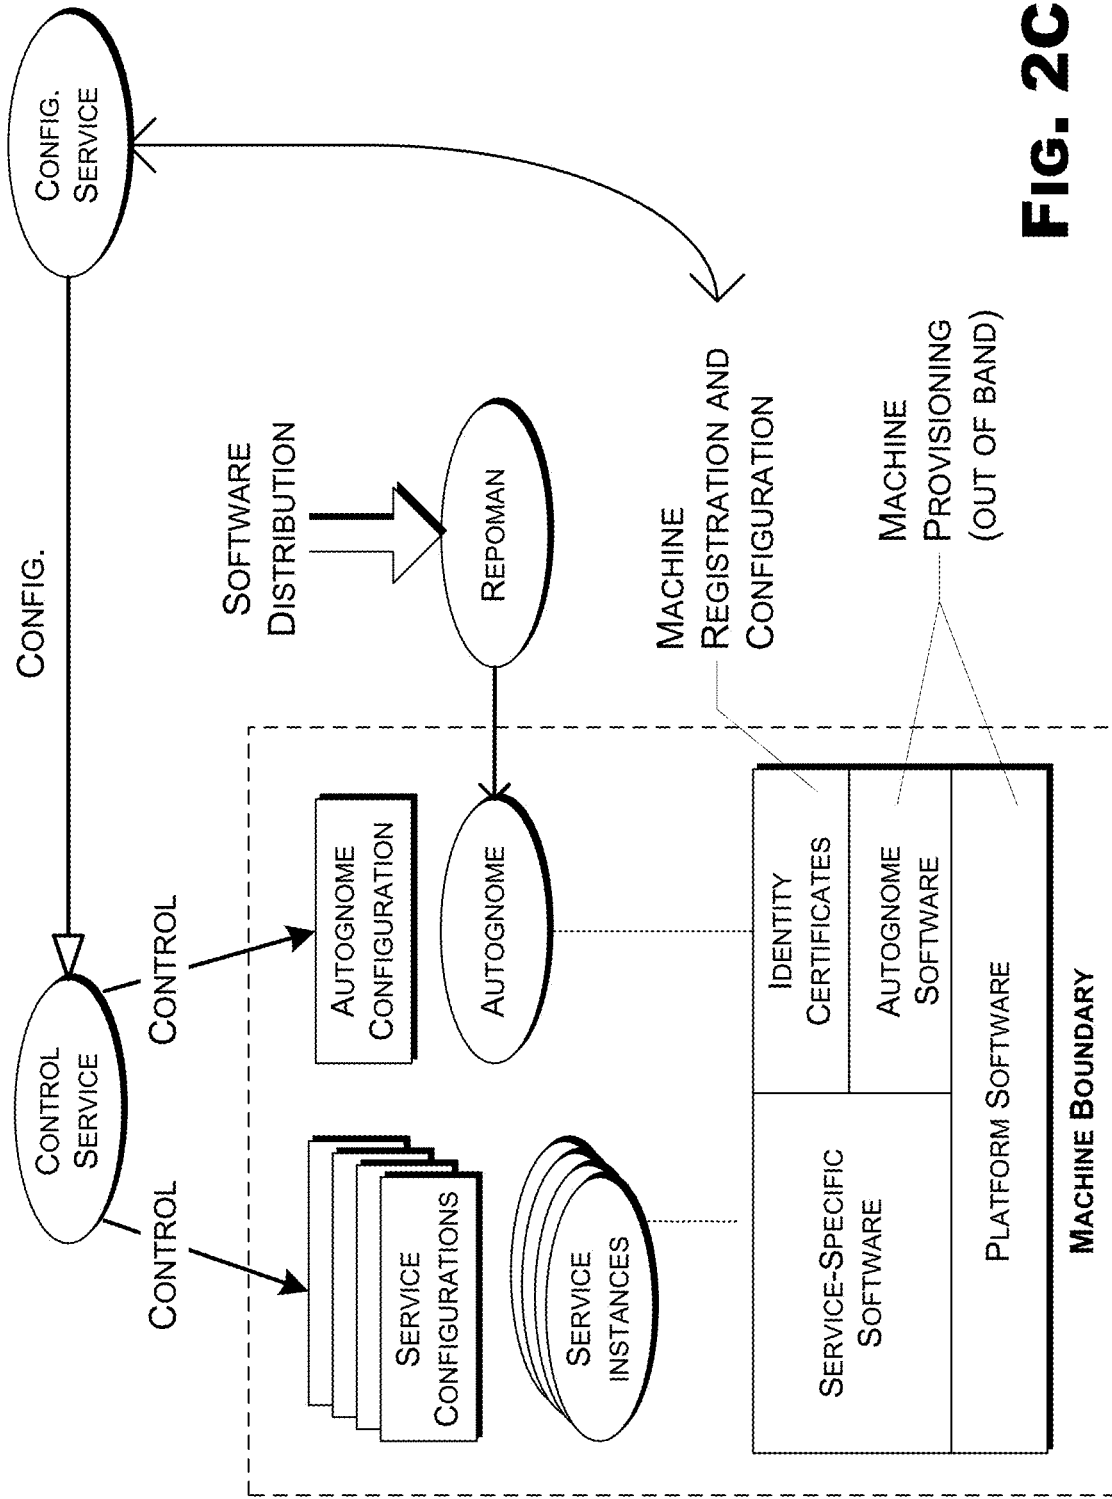 CONTROL
SERVICE
CONFIG.
CONFIG.
SERVICE
CONTROL
CONTROL
SOFTWARE
DISTRIBUTION
SERVICE
CONFIGURATIONS
AUTOGNOME
CONFIGURATION
SERVICE
INSTANCES
AUTOGNOME
REPOMAN
MACHINE
REGISTRATION AND
CONFIGURATION
SERVICE-SPECIFIC
SOFTWARE
IDENTITY
CERTIFICATES
AUTOGNOME
SOFTWARE
MACHINE
PROVISIONING
(OUT OF BAND)
PLATFORM SOFTWARE
MACHINE BOUNDARY
FIG. 2C